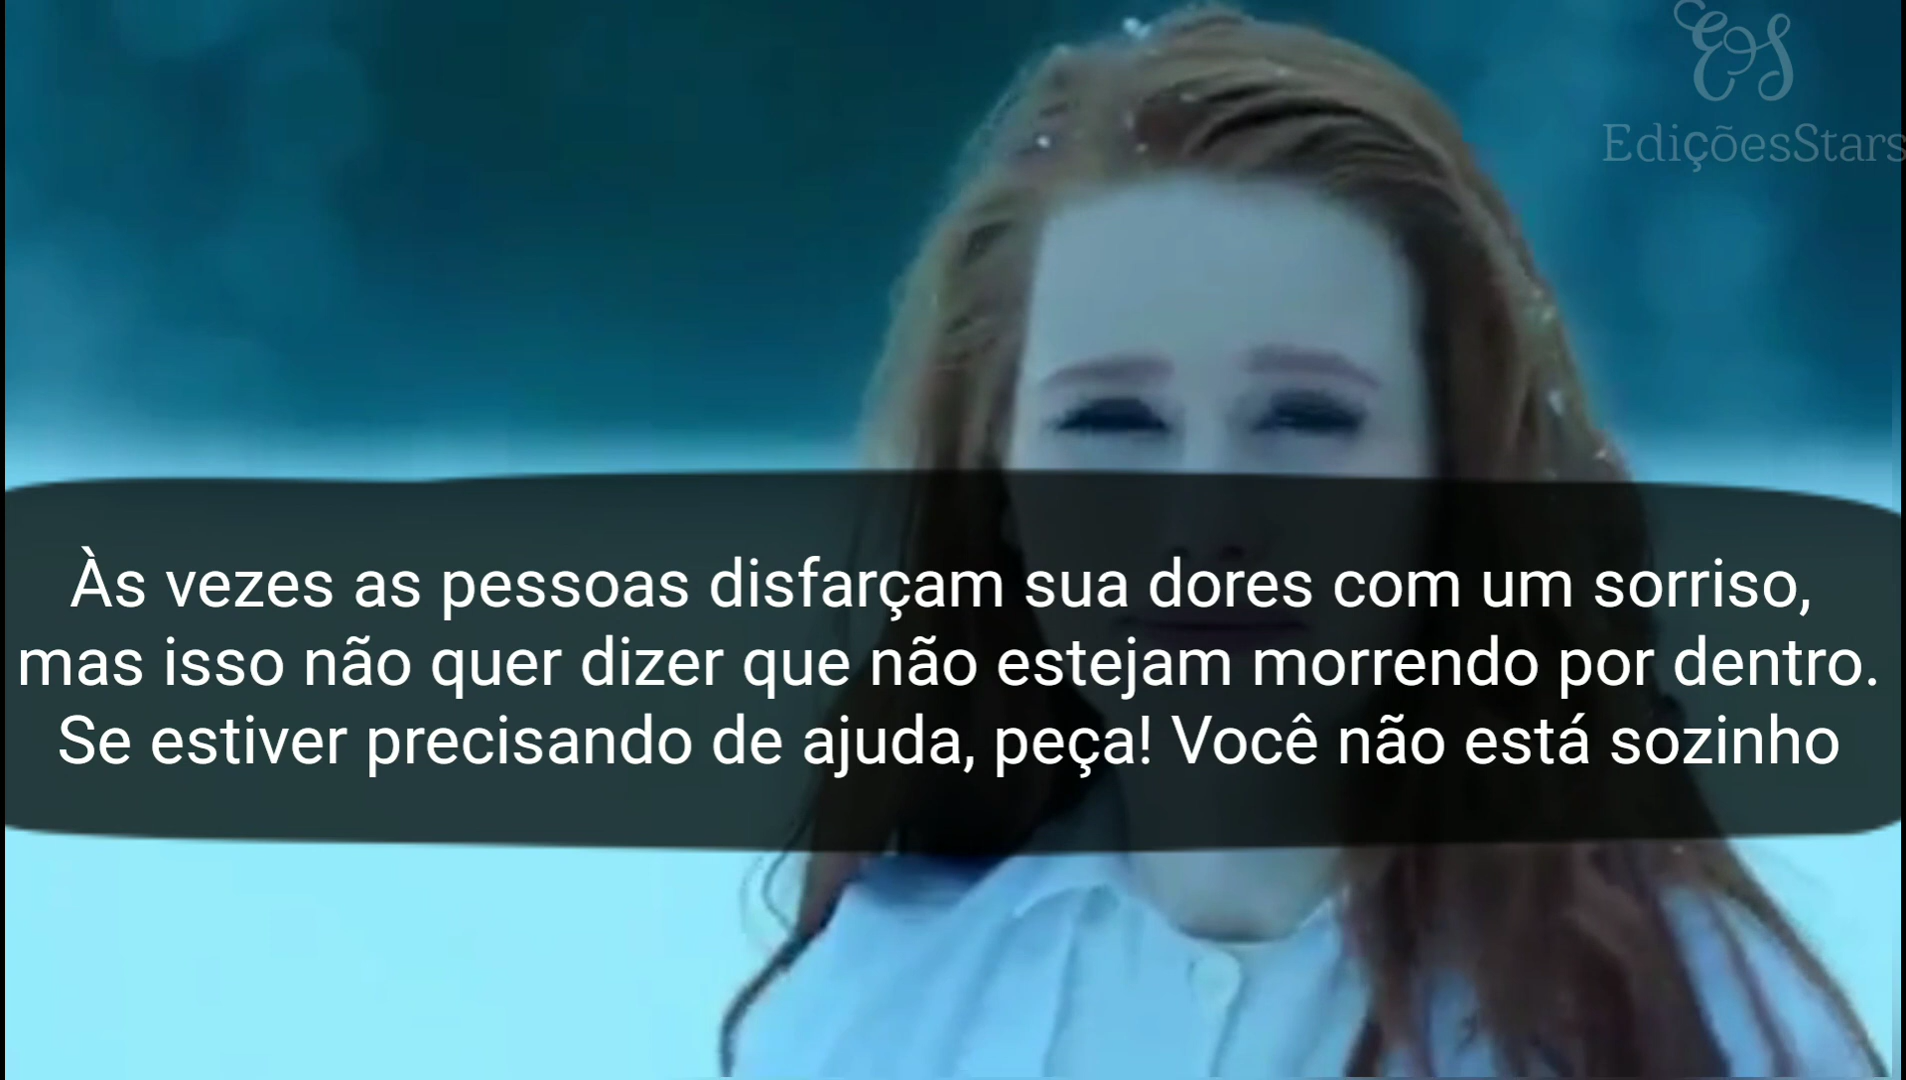 ES
EdiçõesStars
Às vezes as pessoas disfarçam sua dores com um sorriso,
mas isso não quer dizer que não estejam morrendo por dentro.
Se estiver precisando de ajuda, peça! Você não está sozinho